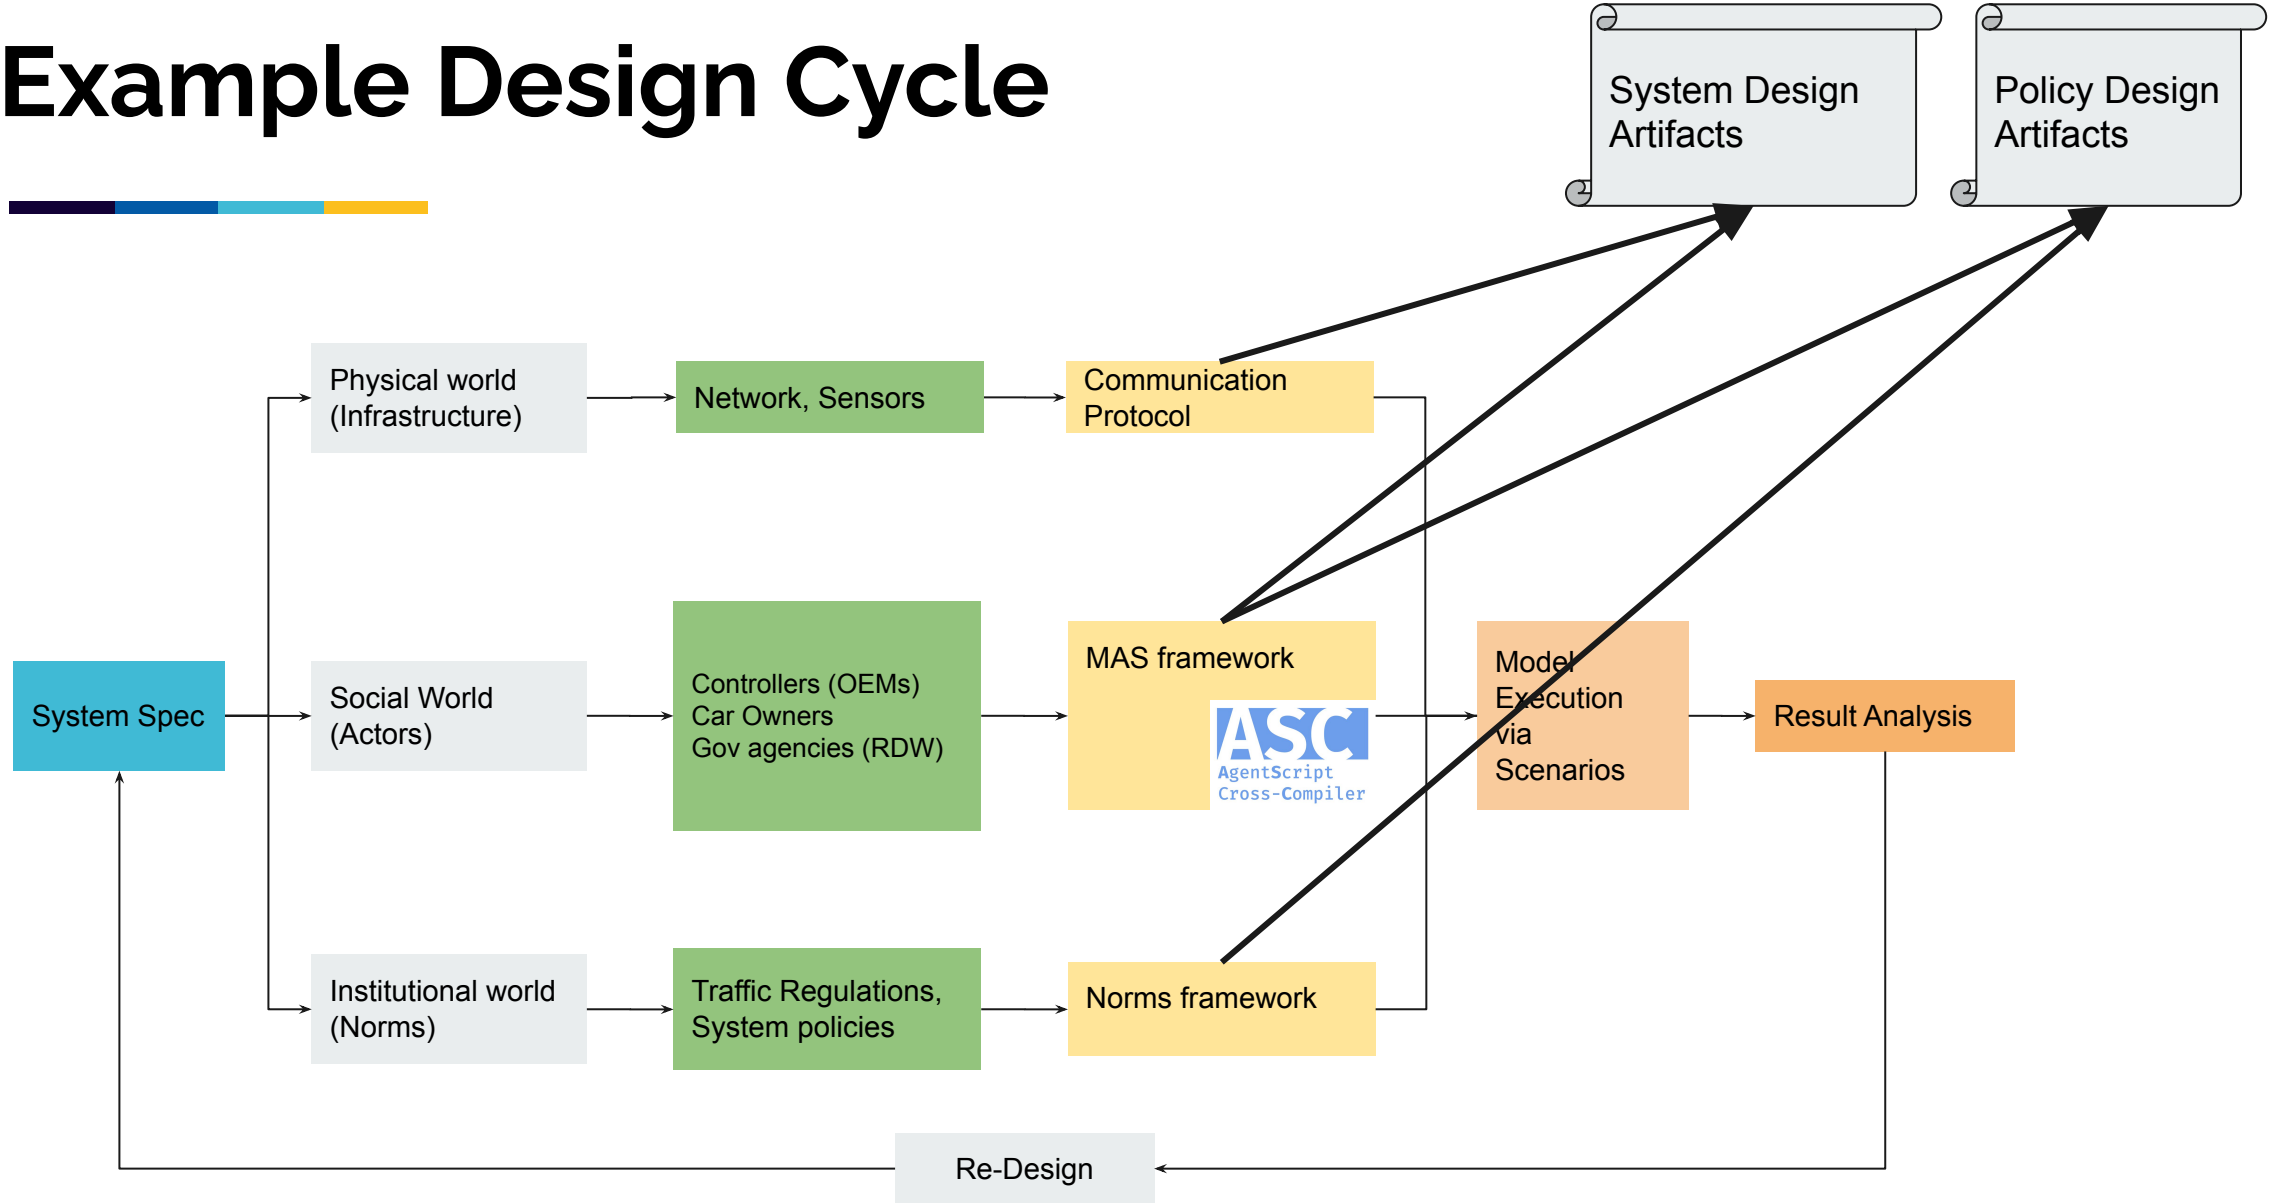 Example Design Cycle
System Design
Artifacts
Policy Design
Artifacts
Physical world
(Infrastructure)
Network, Sensors
Communication
Protocol
System Spec
Social World
(Actors)
Controllers (OEMs)
Car Owners
Gov agencies (RDW)
MAS framework
ASC
AgentScript
Cross-Compiler
Model
Execution
via
Scenarios
Result Analysis
Institutional world
(Norms)
Traffic Regulations,
System policies
Norms framework
Re-Design